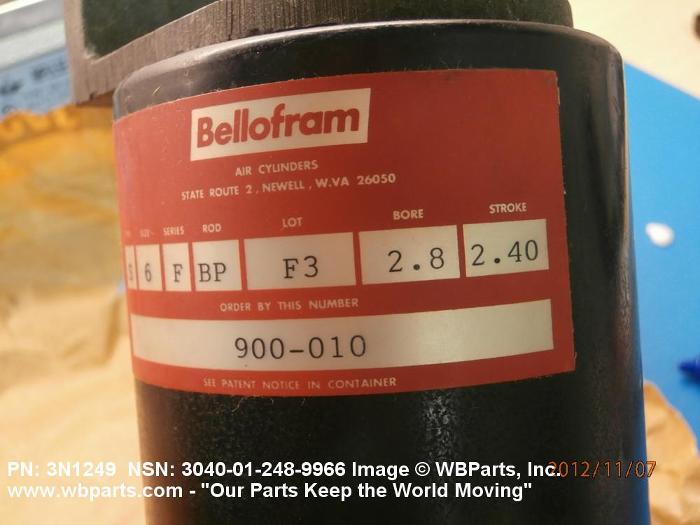 Bellofram
AIR CYLINDERS
STATE ROUTE 2, NEWELL, W.VA 26050
SIZE SERIES ROD LOT BORE STROKE
S 6 F BP F3 2.8 2.40
ORDER BY THIS NUMBER
900-010
SEE PATENT NOTICE IN CONTAINER
PN: 3N1249 NSN: 3040-01-248-9966 Image © WBParts, Inc. 2012/11/07
www.wbparts.com - "Our Parts Keep the World Moving"